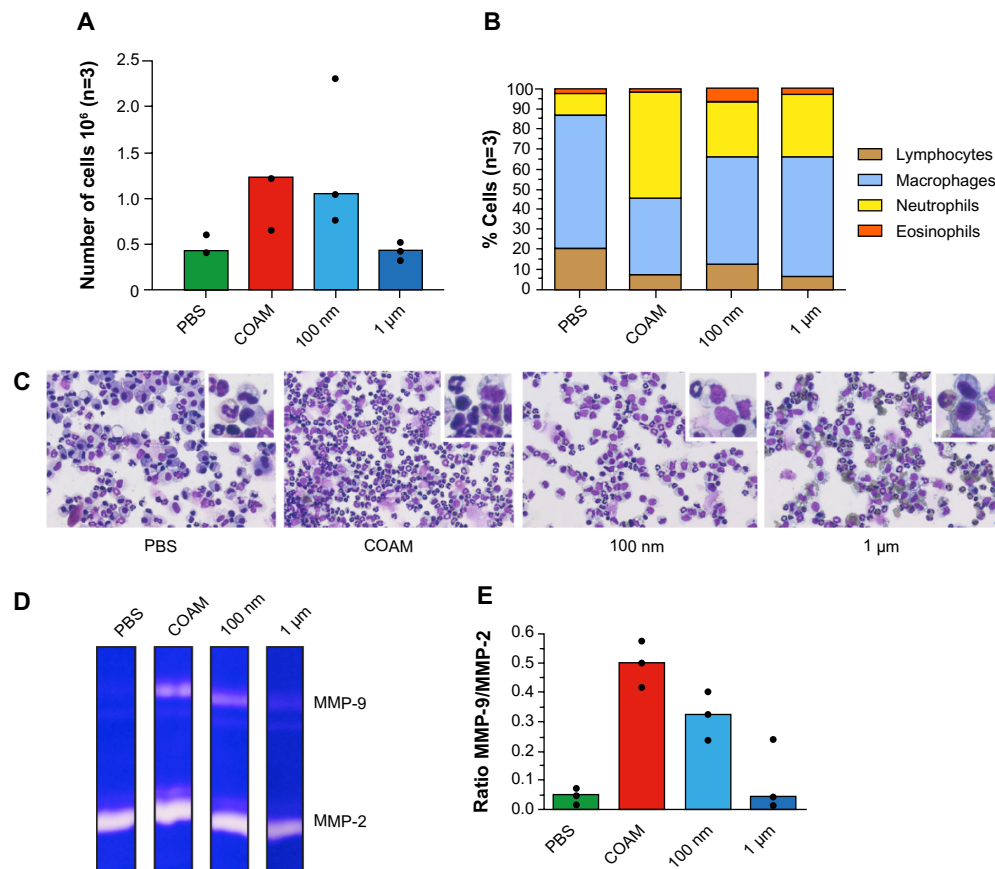 A
Number of cells 10⁶ (n=3)
2.5
2.0
1.5
1.0
0.5
0
PBS
COAM
100 nm
1 µm
B
% Cells (n=3)
100
90
80
70
60
50
40
30
20
10
0
PBS
COAM
100 nm
1 µm
Lymphocytes
Macrophages
Neutrophils
Eosinophils
C
PBS
COAM
100 nm
1 µm
D
PBS
COAM
100 nm
1 µm
MMP-9
MMP-2
E
Ratio MMP-9/MMP-2
0.6
0.5
0.4
0.3
0.2
0.1
0.0
PBS
COAM
100 nm
1 µm